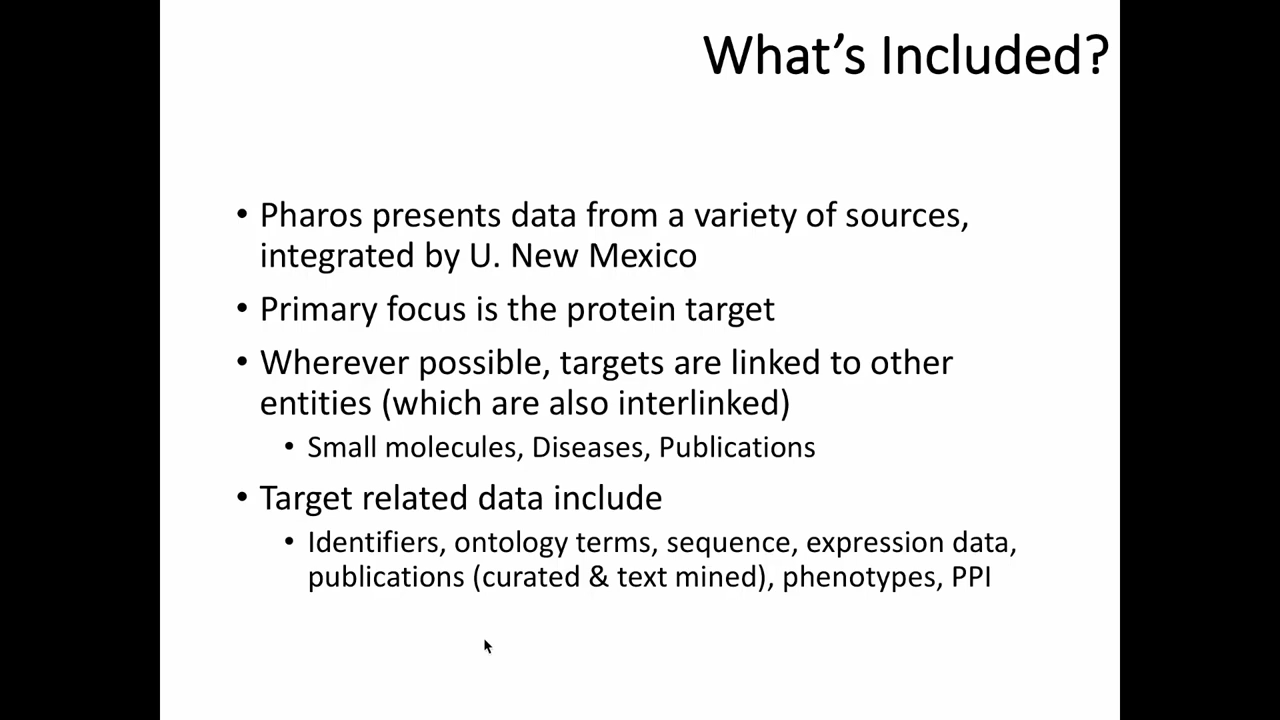 What's Included?
• Pharos presents data from a variety of sources,
integrated by U. New Mexico
• Primary focus is the protein target
• Wherever possible, targets are linked to other
entities (which are also interlinked)
• Small molecules, Diseases, Publications
• Target related data include
• Identifiers, ontology terms, sequence, expression data,
publications (curated & text mined), phenotypes, PPI